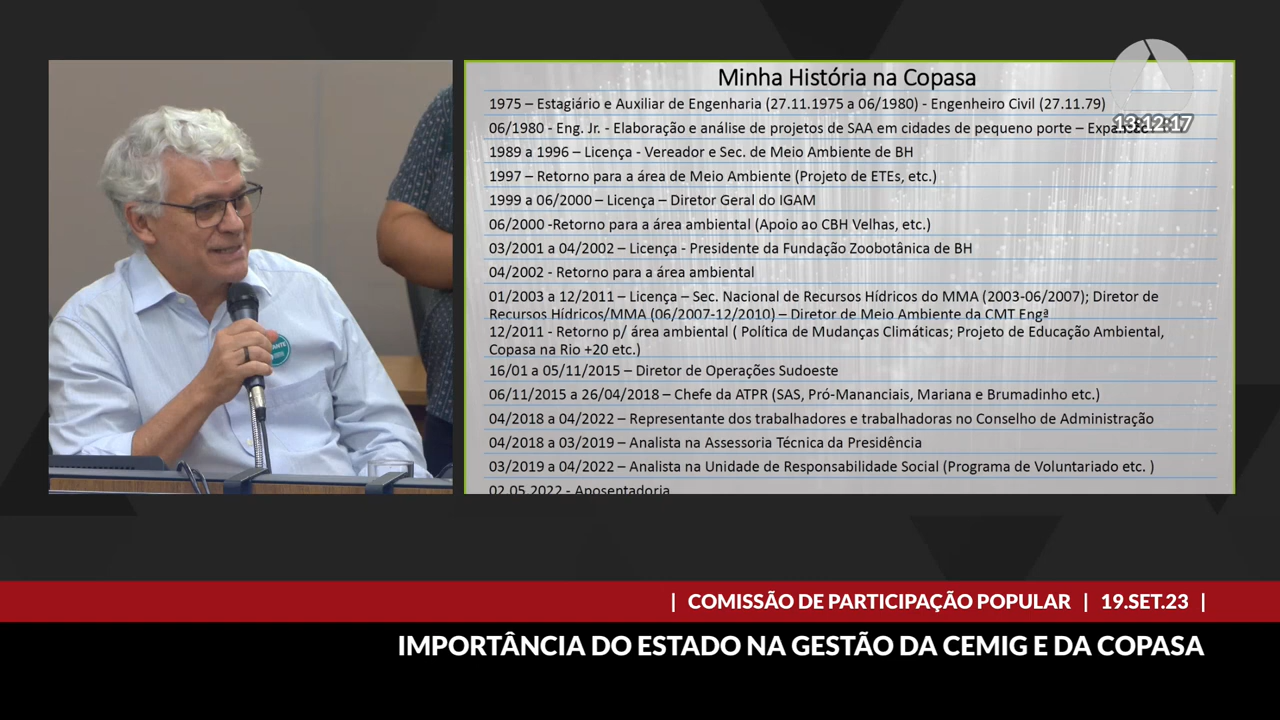 Minha História na Copasa
1975 – Estagiário e Auxiliar de Engenharia (27.11.1975 a 06/1980) - Engenheiro Civil (27.11.79)
06/1980 - Eng. Jr. - Elaboração e análise de projetos de SAA em cidades de pequeno porte –
13:12:17
1989 a 1996 – Licença - Vereador e Sec. de Meio Ambiente de BH
1997 – Retorno para a área de Meio Ambiente (Projeto de ETEs, etc.)
1999 a 06/2000 – Licença – Diretor Geral do IGAM
06/2000 -Retorno para a área ambiental (Apoio ao CBH Velhas, etc.)
03/2001 a 04/2002 – Licença - Presidente da Fundação Zoobotânica de BH
04/2002 - Retorno para a área ambiental
01/2003 a 12/2011 – Licença – Sec. Nacional de Recursos Hídricos do MMA (2003-06/2007); Diretor de
Recursos Hídricos/MMA (06/2007-12/2010) – Diretor de Meio Ambiente da CMT Engª
12/2011 - Retorno p/ área ambiental ( Política de Mudanças Climáticas; Projeto de Educação Ambiental,
Copasa na Rio +20 etc.)
16/01 a 05/11/2015 – Diretor de Operações Sudoeste
06/11/2015 a 26/04/2018 – Chefe da ATPR (SAS, Pró-Mananciais, Mariana e Brumadinho etc.)
04/2018 a 04/2022 – Representante dos trabalhadores e trabalhadoras no Conselho de Administração
04/2018 a 03/2019 – Analista na Assessoria Técnica da Presidência
03/2019 a 04/2022 – Analista na Unidade de Responsabilidade Social (Programa de Voluntariado etc. )
02.05.2022 - Aposentadoria
| COMISSÃO DE PARTICIPAÇÃO POPULAR | 19.SET.23 |
IMPORTÂNCIA DO ESTADO NA GESTÃO DA CEMIG E DA COPASA